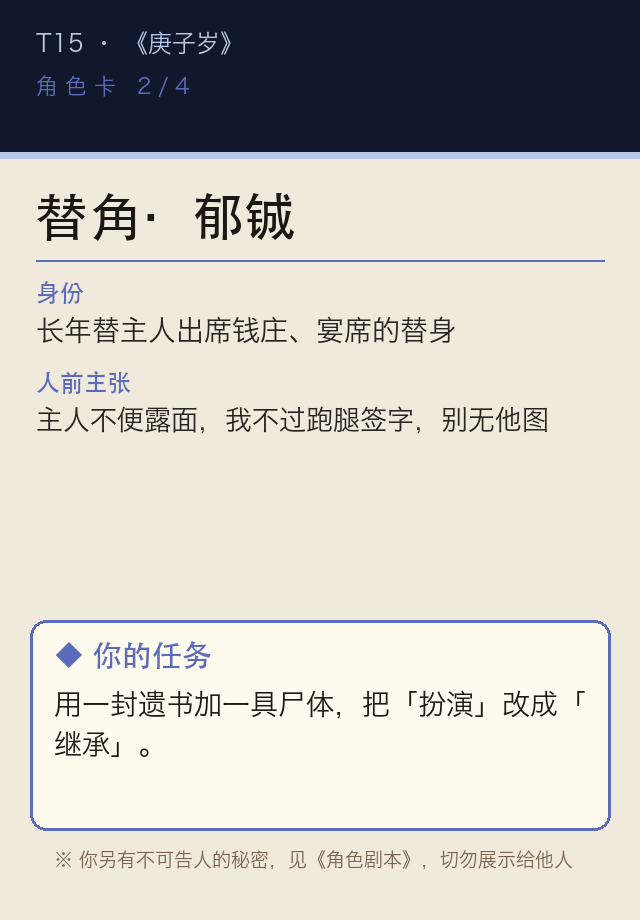 T15 · 《庚子岁》
角色卡 2/4
替角· 郁铖
身份
长年替主人出席钱庄、宴席的替身
人前主张
主人不便露面，我不过跑腿签字，别无他图
◆ 你的任务
用一封遗书加一具尸体，把「扮演」改成「
继承」。
※ 你另有不可告人的秘密，见《角色剧本》，切勿展示给他人